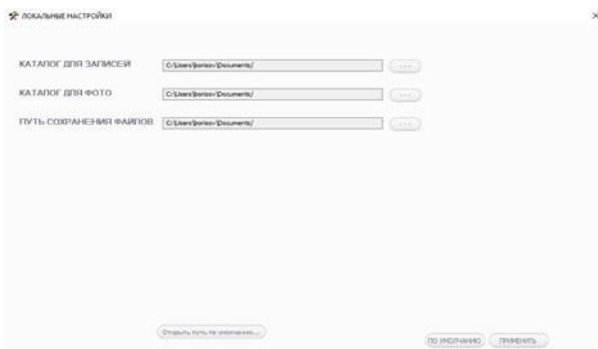 ЛОКАЛЬНЫЕ НАСТРОЙКИ
КАТАЛОГ ДЛЯ ЗАПИСЕЙ C:/Users/borisov/Documents/ ...
КАТАЛОГ ДЛЯ ФОТО C:/Users/borisov/Documents/ ...
ПУТЬ СОХРАНЕНИЯ ФАЙЛОВ C:/Users/borisov/Documents/ ...
Открыть путь по умолчанию...
ПО УМОЛЧАНИЮ ПРИМЕНИТЬ